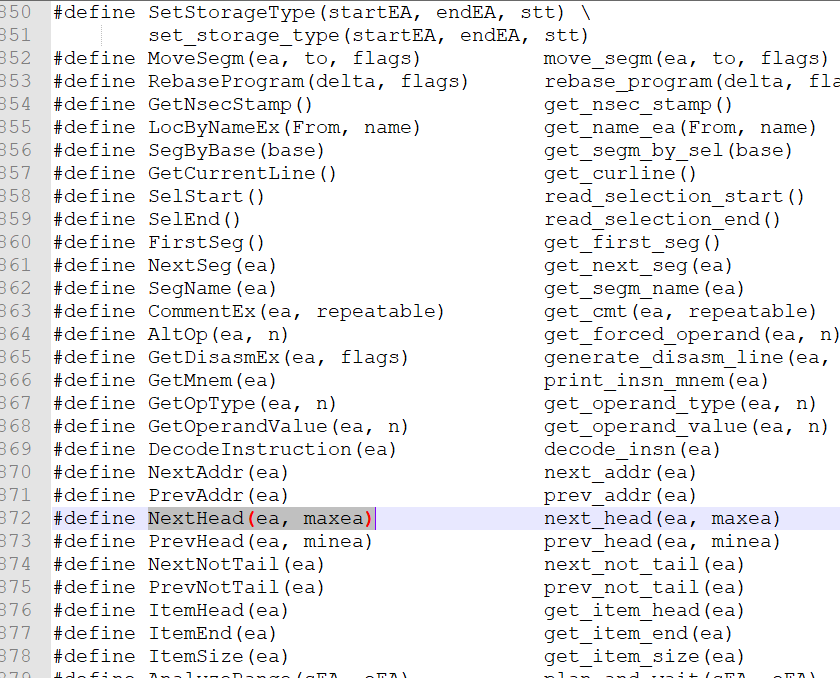 850 #define SetStorageType(startEA, endEA, stt) \
851 set_storage_type(startEA, endEA, stt)
852 #define MoveSegm(ea, to, flags) move_segm(ea, to, flags)
853 #define RebaseProgram(delta, flags) rebase_program(delta, fla
854 #define GetNsecStamp() get_nsec_stamp()
855 #define LocByNameEx(From, name) get_name_ea(From, name)
856 #define SegByBase(base) get_segm_by_sel(base)
857 #define GetCurrentLine() get_curline()
858 #define SelStart() read_selection_start()
859 #define SelEnd() read_selection_end()
860 #define FirstSeg() get_first_seg()
861 #define NextSeg(ea) get_next_seg(ea)
862 #define SegName(ea) get_segm_name(ea)
863 #define CommentEx(ea, repeatable) get_cmt(ea, repeatable)
864 #define AltOp(ea, n) get_forced_operand(ea, n)
865 #define GetDisasmEx(ea, flags) generate_disasm_line(ea,
866 #define GetMnem(ea) print_insn_mnem(ea)
867 #define GetOpType(ea, n) get_operand_type(ea, n)
868 #define GetOperandValue(ea, n) get_operand_value(ea, n)
869 #define DecodeInstruction(ea) decode_insn(ea)
870 #define NextAddr(ea) next_addr(ea)
871 #define PrevAddr(ea) prev_addr(ea)
872 #define NextHead(ea, maxea) next_head(ea, maxea)
873 #define PrevHead(ea, minea) prev_head(ea, minea)
874 #define NextNotTail(ea) next_not_tail(ea)
875 #define PrevNotTail(ea) prev_not_tail(ea)
876 #define ItemHead(ea) get_item_head(ea)
877 #define ItemEnd(ea) get_item_end(ea)
878 #define ItemSize(ea) get_item_size(ea)
879 #define AnalyzeRange(sEA, eEA) plan_and_wait(sEA, eEA)